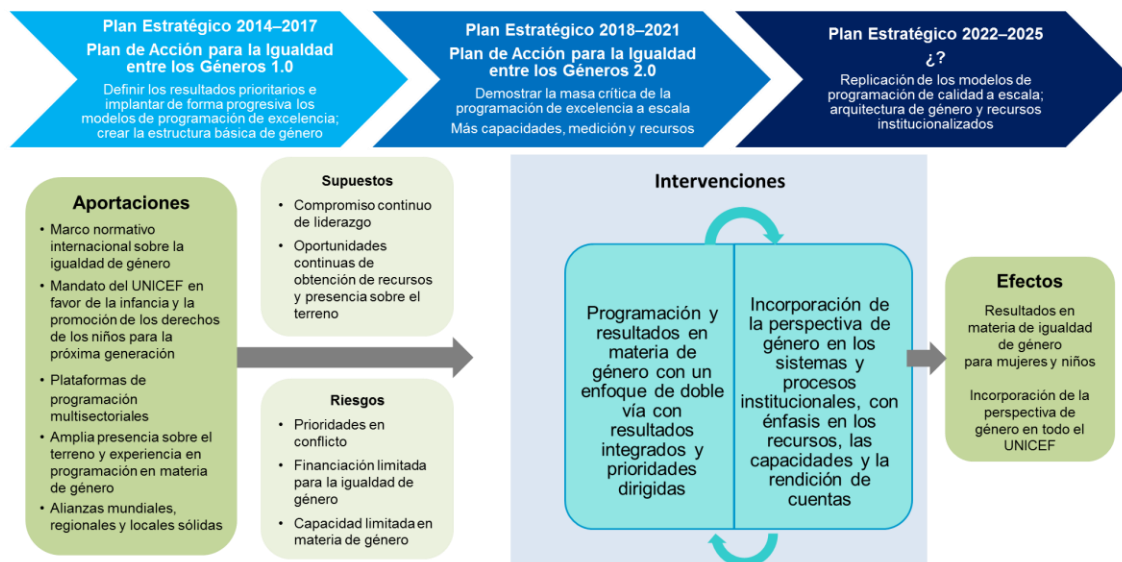 Plan Estratégico 2014–2017
Plan de Acción para la Igualdad
entre los Géneros 1.0
Definir los resultados prioritarios e
implantar de forma progresiva los
modelos de programación de excelencia;
crear la estructura básica de género
Plan Estratégico 2018–2021
Plan de Acción para la Igualdad
entre los Géneros 2.0
Demostrar la masa crítica de la
programación de excelencia a escala
Más capacidades, medición y recursos
Plan Estratégico 2022–2025
¿?
Replicación de los modelos de
programación de calidad a escala;
arquitectura de género y recursos
institucionalizados
Aportaciones
• Marco normativo
internacional sobre la
igualdad de género
• Mandato del UNICEF en
favor de la infancia y la
promoción de los derechos
de los niños para la
próxima generación
• Plataformas de
programación
multisectoriales
• Amplia presencia sobre el
terreno y experiencia en
programación en materia
de género
• Alianzas mundiales,
regionales y locales sólidas
Supuestos
• Compromiso continuo
de liderazgo
• Oportunidades
continuas de
obtención de recursos
y presencia sobre el
terreno
Riesgos
• Prioridades en
conflicto
• Financiación limitada
para la igualdad de
género
• Capacidad limitada en
materia de género
Intervenciones
Programación y
resultados en
materia de
género con un
enfoque de doble
vía con
resultados
integrados y
prioridades
dirigidas
Incorporación de
la perspectiva de
género en los
sistemas y
procesos
institucionales, con
énfasis en los
recursos, las
capacidades y la
rendición de
cuentas
Efectos
Resultados en
materia de igualdad
de género
para mujeres y niños
Incorporación de la
perspectiva de
género en todo el
UNICEF